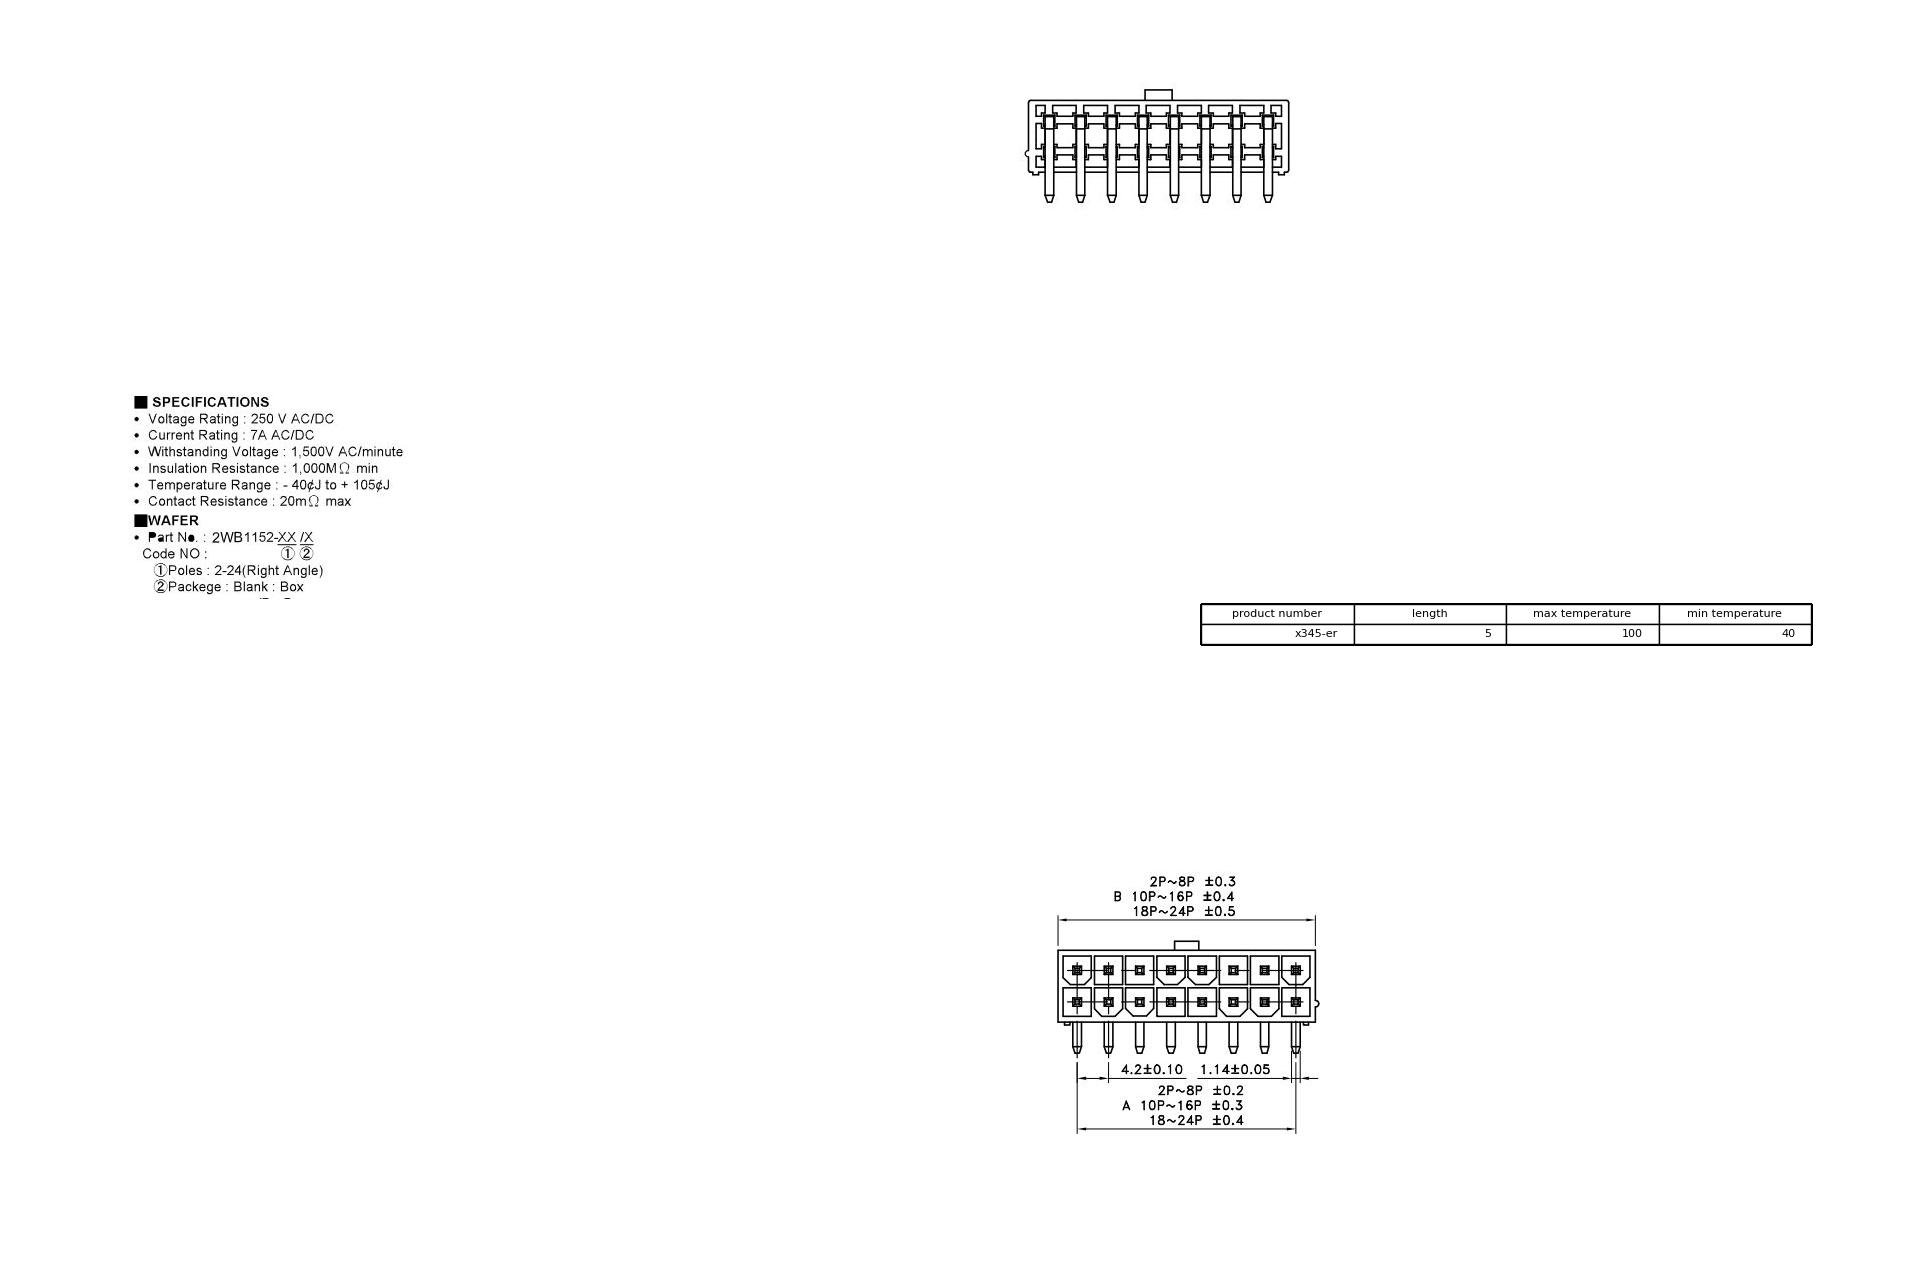 ■ SPECIFICATIONS
• Voltage Rating : 250 V AC/DC
• Current Rating : 7A AC/DC
• Withstanding Voltage : 1,500V AC/minute
• Insulation Resistance : 1,000MΩ min
• Temperature Range : - 40¢J to + 105¢J
• Contact Resistance : 20mΩ max
■WAFER
• Part No. : 2WB1152-XX /X
Code NO : ① ②
①Poles : 2-24(Right Angle)
②Packege : Blank : Box
product number length max temperature min temperature
x345-er 5 100 40
2P~8P ±0.3
B 10P~16P ±0.4
18P~24P ±0.5
4.2±0.10 1.14±0.05
2P~8P ±0.2
A 10P~16P ±0.3
18~24P ±0.4